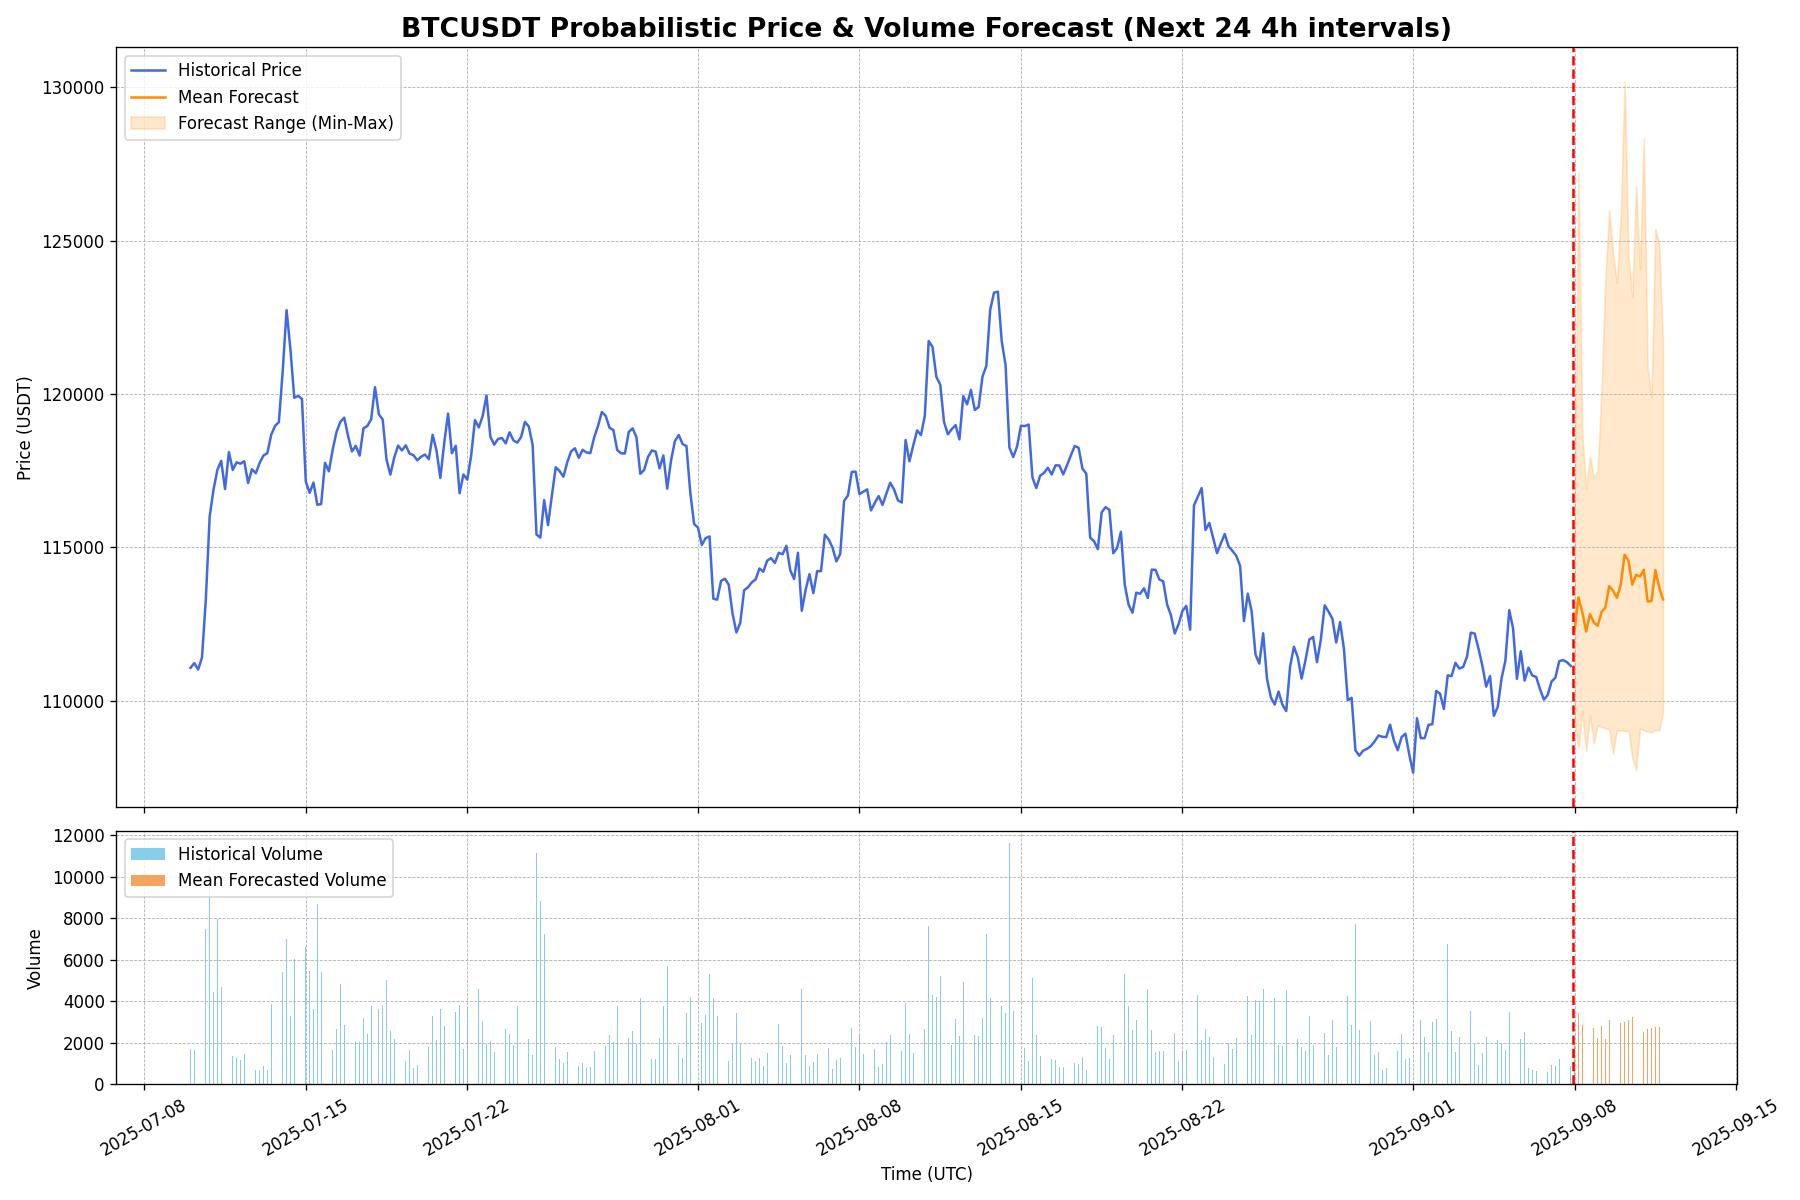 BTCUSDT Probabilistic Price & Volume Forecast (Next 24 4h intervals)
Historical Price
Mean Forecast
Forecast Range (Min-Max)
130000
125000
120000
115000
110000
Price (USDT)
Historical Volume
Mean Forecasted Volume
12000
10000
8000
6000
4000
2000
0
Volume
2025-07-08
2025-07-15
2025-07-22
2025-08-01
2025-08-08
2025-08-15
2025-08-22
2025-09-01
2025-09-08
2025-09-15
Time (UTC)